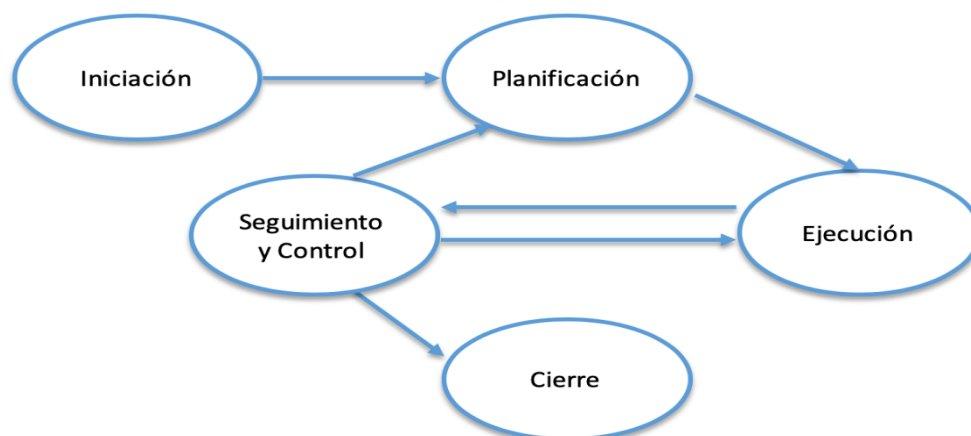 Iniciación
Planificación
Seguimiento
y Control
Ejecución
Cierre